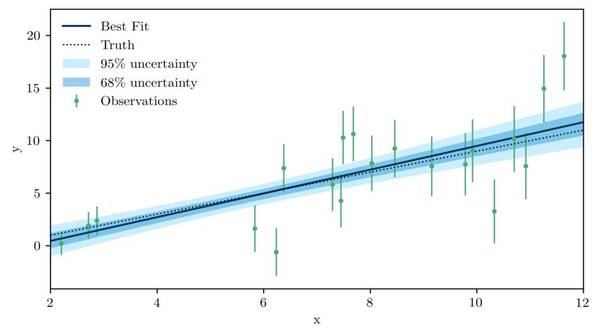 Best Fit
Truth
95% uncertainty
68% uncertainty
Observations
20
15
10
5
0
y
2
4
6
8
10
12
x